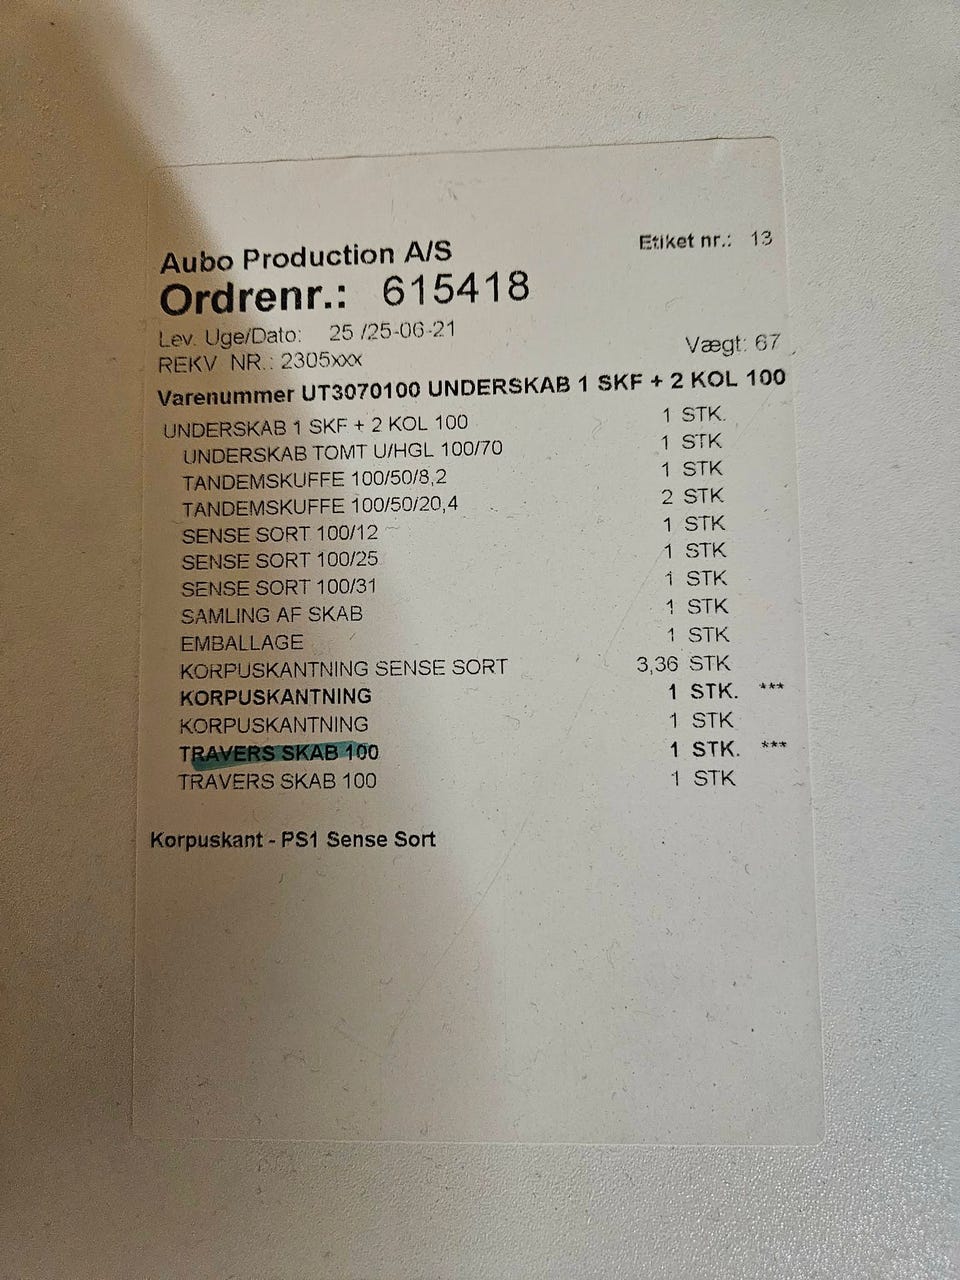 Etiket nr.: 13
Aubo Production A/S
Ordrenr.: 615418
Lev. Uge/Dato: 25 /25-06-21
Vægt: 67
REKV NR.: 2305xxx
Varenummer UT3070100 UNDERSKAB 1 SKF + 2 KOL 100
UNDERSKAB 1 SKF + 2 KOL 100 1 STK.
UNDERSKAB TOMT U/HGL 100/70 1 STK
TANDEMSKUFFE 100/50/8,2 1 STK
TANDEMSKUFFE 100/50/20,4 2 STK
SENSE SORT 100/12 1 STK
SENSE SORT 100/25 1 STK
SENSE SORT 100/31 1 STK
SAMLING AF SKAB 1 STK
EMBALLAGE 1 STK
KORPUSKANTNING SENSE SORT 3,36 STK
KORPUSKANTNING 1 STK. ***
KORPUSKANTNING 1 STK
TRAVERS SKAB 100 1 STK. ***
TRAVERS SKAB 100 1 STK
Korpuskant - PS1 Sense Sort